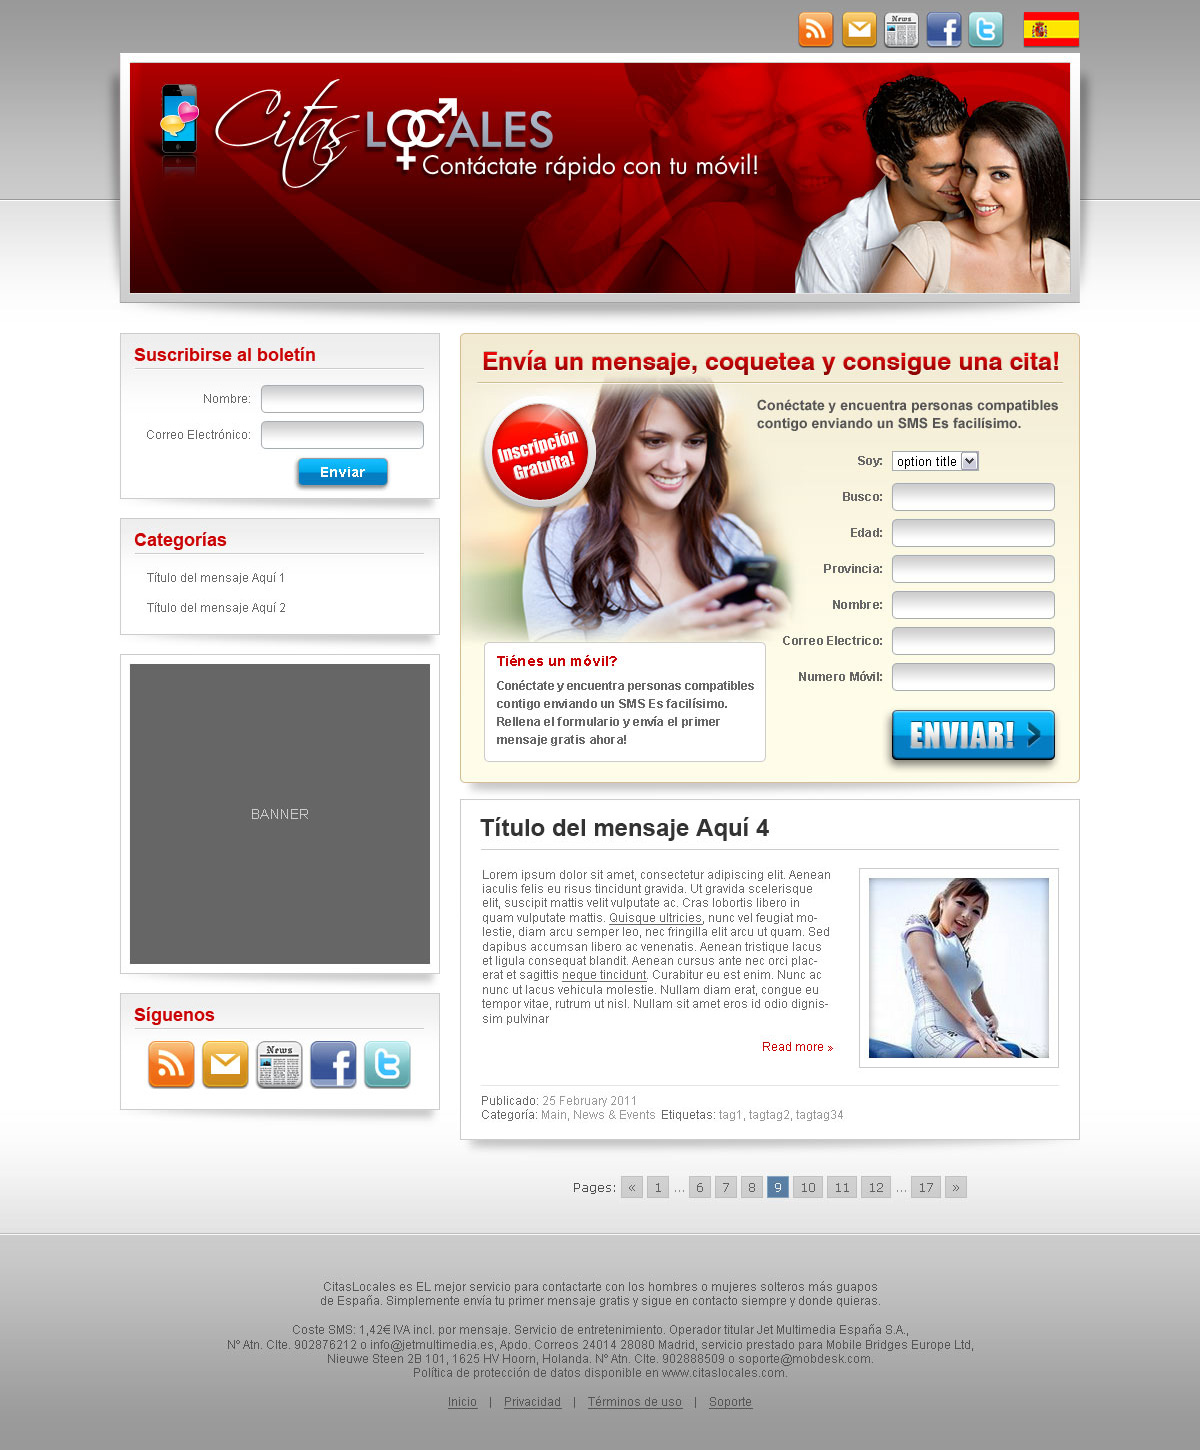 News
Citas LOCALES
Contáctate rápido con tu móvil!
Suscribirse al boletín
Nombre:
Correo Electrónico:
Enviar
Categorías
Título del mensaje Aquí 1
Título del mensaje Aquí 2
BANNER
Síguenos
News
Envía un mensaje, coquetea y consigue una cita!
Inscripción
Gratuita!
Conéctate y encuentra personas compatibles
contigo enviando un SMS Es facilísimo.
Soy: option title
Busco:
Edad:
Provincia:
Nombre:
Correo Electrico:
Numero Móvil:
ENVIAR!
Tiénes un móvil?
Conéctate y encuentra personas compatibles
contigo enviando un SMS Es facilísimo.
Rellena el formulario y envía el primer
mensaje gratis ahora!
Título del mensaje Aquí 4
Lorem ipsum dolor sit amet, consectetur adipiscing elit. Aenean
iaculis felis eu risus tincidunt gravida. Ut gravida scelerisque
elit, suscipit mattis velit vulputate ac. Cras lobortis libero in
quam vulputate mattis. Quisque ultricies, nunc vel feugiat mo-
lestie, diam arcu semper leo, nec fringilla elit arcu ut quam. Sed
dapibus accumsan libero ac venenatis. Aenean tristique lacus
et ligula consequat blandit. Aenean cursus ante nec orci plac-
erat et sagittis neque tincidunt. Curabitur eu est enim. Nunc ac
nunc ut lacus vehicula molestie. Nullam diam erat, congue eu
tempor vitae, rutrum ut nisl. Nullam sit amet eros id odio dignis-
sim pulvinar
Read more »
Publicado: 25 February 2011
Categoría: Main, News & Events Etiquetas: tag1, tagtag2, tagtag34
Pages: « 1 ... 6 7 8 9 10 11 12 ... 17 »
CitasLocales es EL mejor servicio para contactarte con los hombres o mujeres solteros más guapos
de España. Simplemente envía tu primer mensaje gratis y sigue en contacto siempre y donde quieras.
Coste SMS: 1,42€ IVA incl. por mensaje. Servicio de entretenimiento. Operador titular Jet Multimedia España S.A.,
Nº Atn. Clte. 902876212 o info@jetmultimedia.es, Apdo. Correos 24014 28080 Madrid, servicio prestado para Mobile Bridges Europe Ltd,
Nieuwe Steen 2B 101, 1625 HV Hoorn, Holanda. Nº Atn. Clte. 902888509 o soporte@mobdesk.com.
Política de protección de datos disponible en www.citaslocales.com.
Inicio | Privacidad | Términos de uso | Soporte